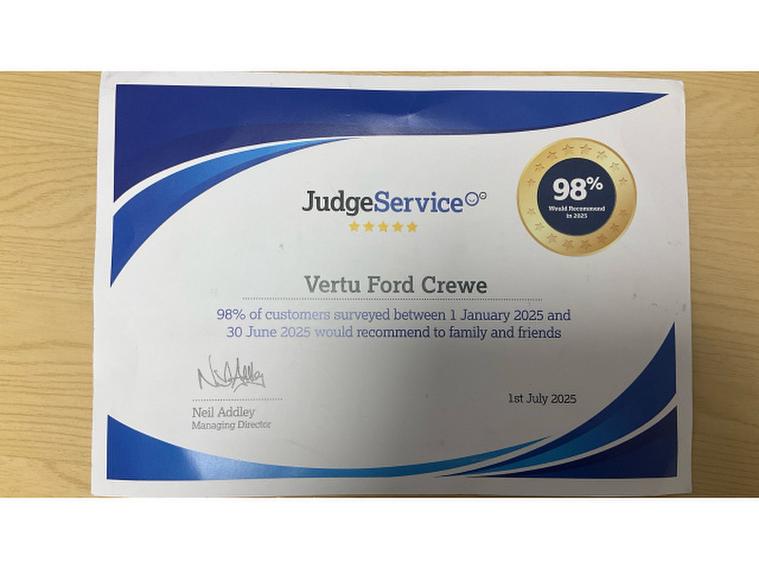 JudgeService
98%
Would Recommend
in 2025
Vertu Ford Crewe
98% of customers surveyed between 1 January 2025 and
30 June 2025 would recommend to family and friends
Neil Addley
Managing Director
1st July 2025